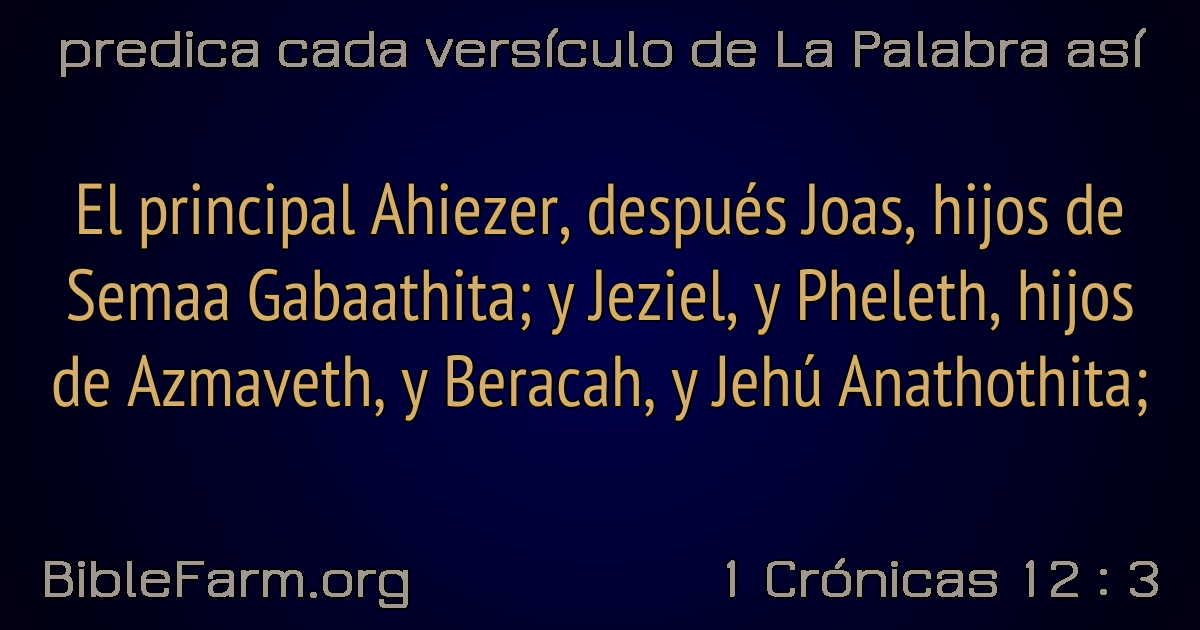 predica cada versículo de La Palabra así
El principal Ahiezer, después Joas, hijos de
Semaa Gabaathita; y Jeziel, y Pheleth, hijos
de Azmaveth, y Beracah, y Jehú Anathothita;
BibleFarm.org
1 Crónicas 12 : 3